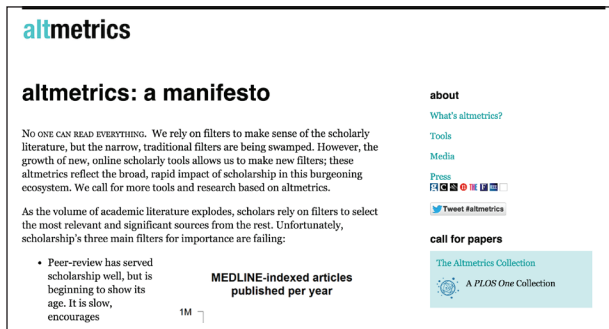 altmetrics
altmetrics: a manifesto
NO ONE CAN READ EVERYTHING. We rely on filters to make sense of the scholarly
literature, but the narrow, traditional filters are being swamped. However, the
growth of new, online scholarly tools allows us to make new filters; these
altmetrics reflect the broad, rapid impact of scholarship in this burgeoning
ecosystem. We call for more tools and research based on altmetrics.
As the volume of academic literature explodes, scholars rely on filters to select
the most relevant and significant sources from the rest. Unfortunately,
scholarship's three main filters for importance are failing:
• Peer-review has served
scholarship well, but is
beginning to show its
age. It is slow,
encourages
MEDLINE-indexed articles
published per year
1M
about
What's altmetrics?
Tools
Media
Press
Tweet #altmetrics
call for papers
The Altmetrics Collection
A PLOS One Collection